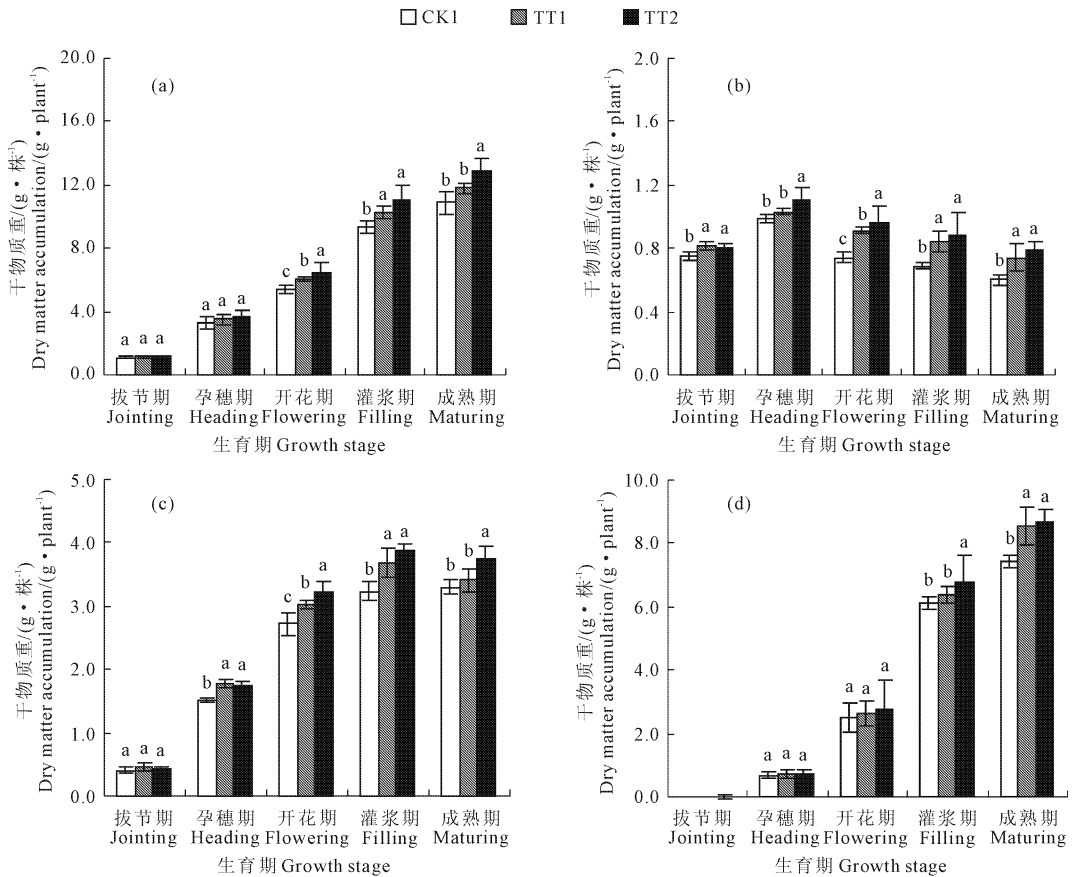 CK1 TT1 TT2
(a)
干物质重/(g·株-1)
Dry matter accumulation/(g·plant-1)
20.0
16.0
12.0
8.0
4.0
0.0
a a a
a a a
c b a
b a a
b b a
拔节期 孕穗期 开花期 灌浆期 成熟期
Jointing Heading Flowering Filling Maturing
生育期 Growth stage
(b)
干物质重/(g·株-1)
Dry matter accumulation/(g·plant-1)
2.0
1.6
1.2
0.8
0.4
0.0
b a a
b b a
c b a
b a a
b a a
拔节期 孕穗期 开花期 灌浆期 成熟期
Jointing Heading Flowering Filling Maturing
生育期 Growth stage
(c)
干物质重/(g·株-1)
Dry matter accumulation/(g·plant-1)
5.0
4.0
3.0
2.0
1.0
0.0
a a a
b a a
c b a
b a a
b b a
拔节期 孕穗期 开花期 灌浆期 成熟期
Jointing Heading Flowering Filling Maturing
生育期 Growth stage
(d)
干物质重/(g·株-1)
Dry matter accumulation/(g·plant-1)
10.0
8.0
6.0
4.0
2.0
0.0
a a a
a a a
b b a
b a a
拔节期 孕穗期 开花期 灌浆期 成熟期
Jointing Heading Flowering Filling Maturing
生育期 Growth stage